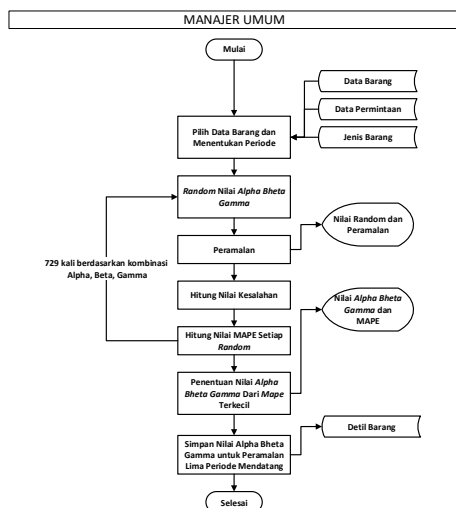 MANAJER UMUM
Mulai
Data Barang
Data Permintaan
Jenis Barang
Pilih Data Barang dan
Menentukan Periode
Random Nilai Alpha Bheta
Gamma
Nilai Random dan
Peramalan
Peramalan
729 kali berdasarkan kombinasi
Alpha, Beta, Gamma
Hitung Nilai Kesalahan
Nilai Alpha Bheta
Gamma dan
MAPE
Hitung Nilai MAPE Setiap
Random
Penentuan Nilai Alpha
Bheta Gamma Dari Mape
Terkecil
Simpan Nilai Alpha Bheta
Gamma untuk Peramalan
Lima Periode Mendatang
Detil Barang
Selesai